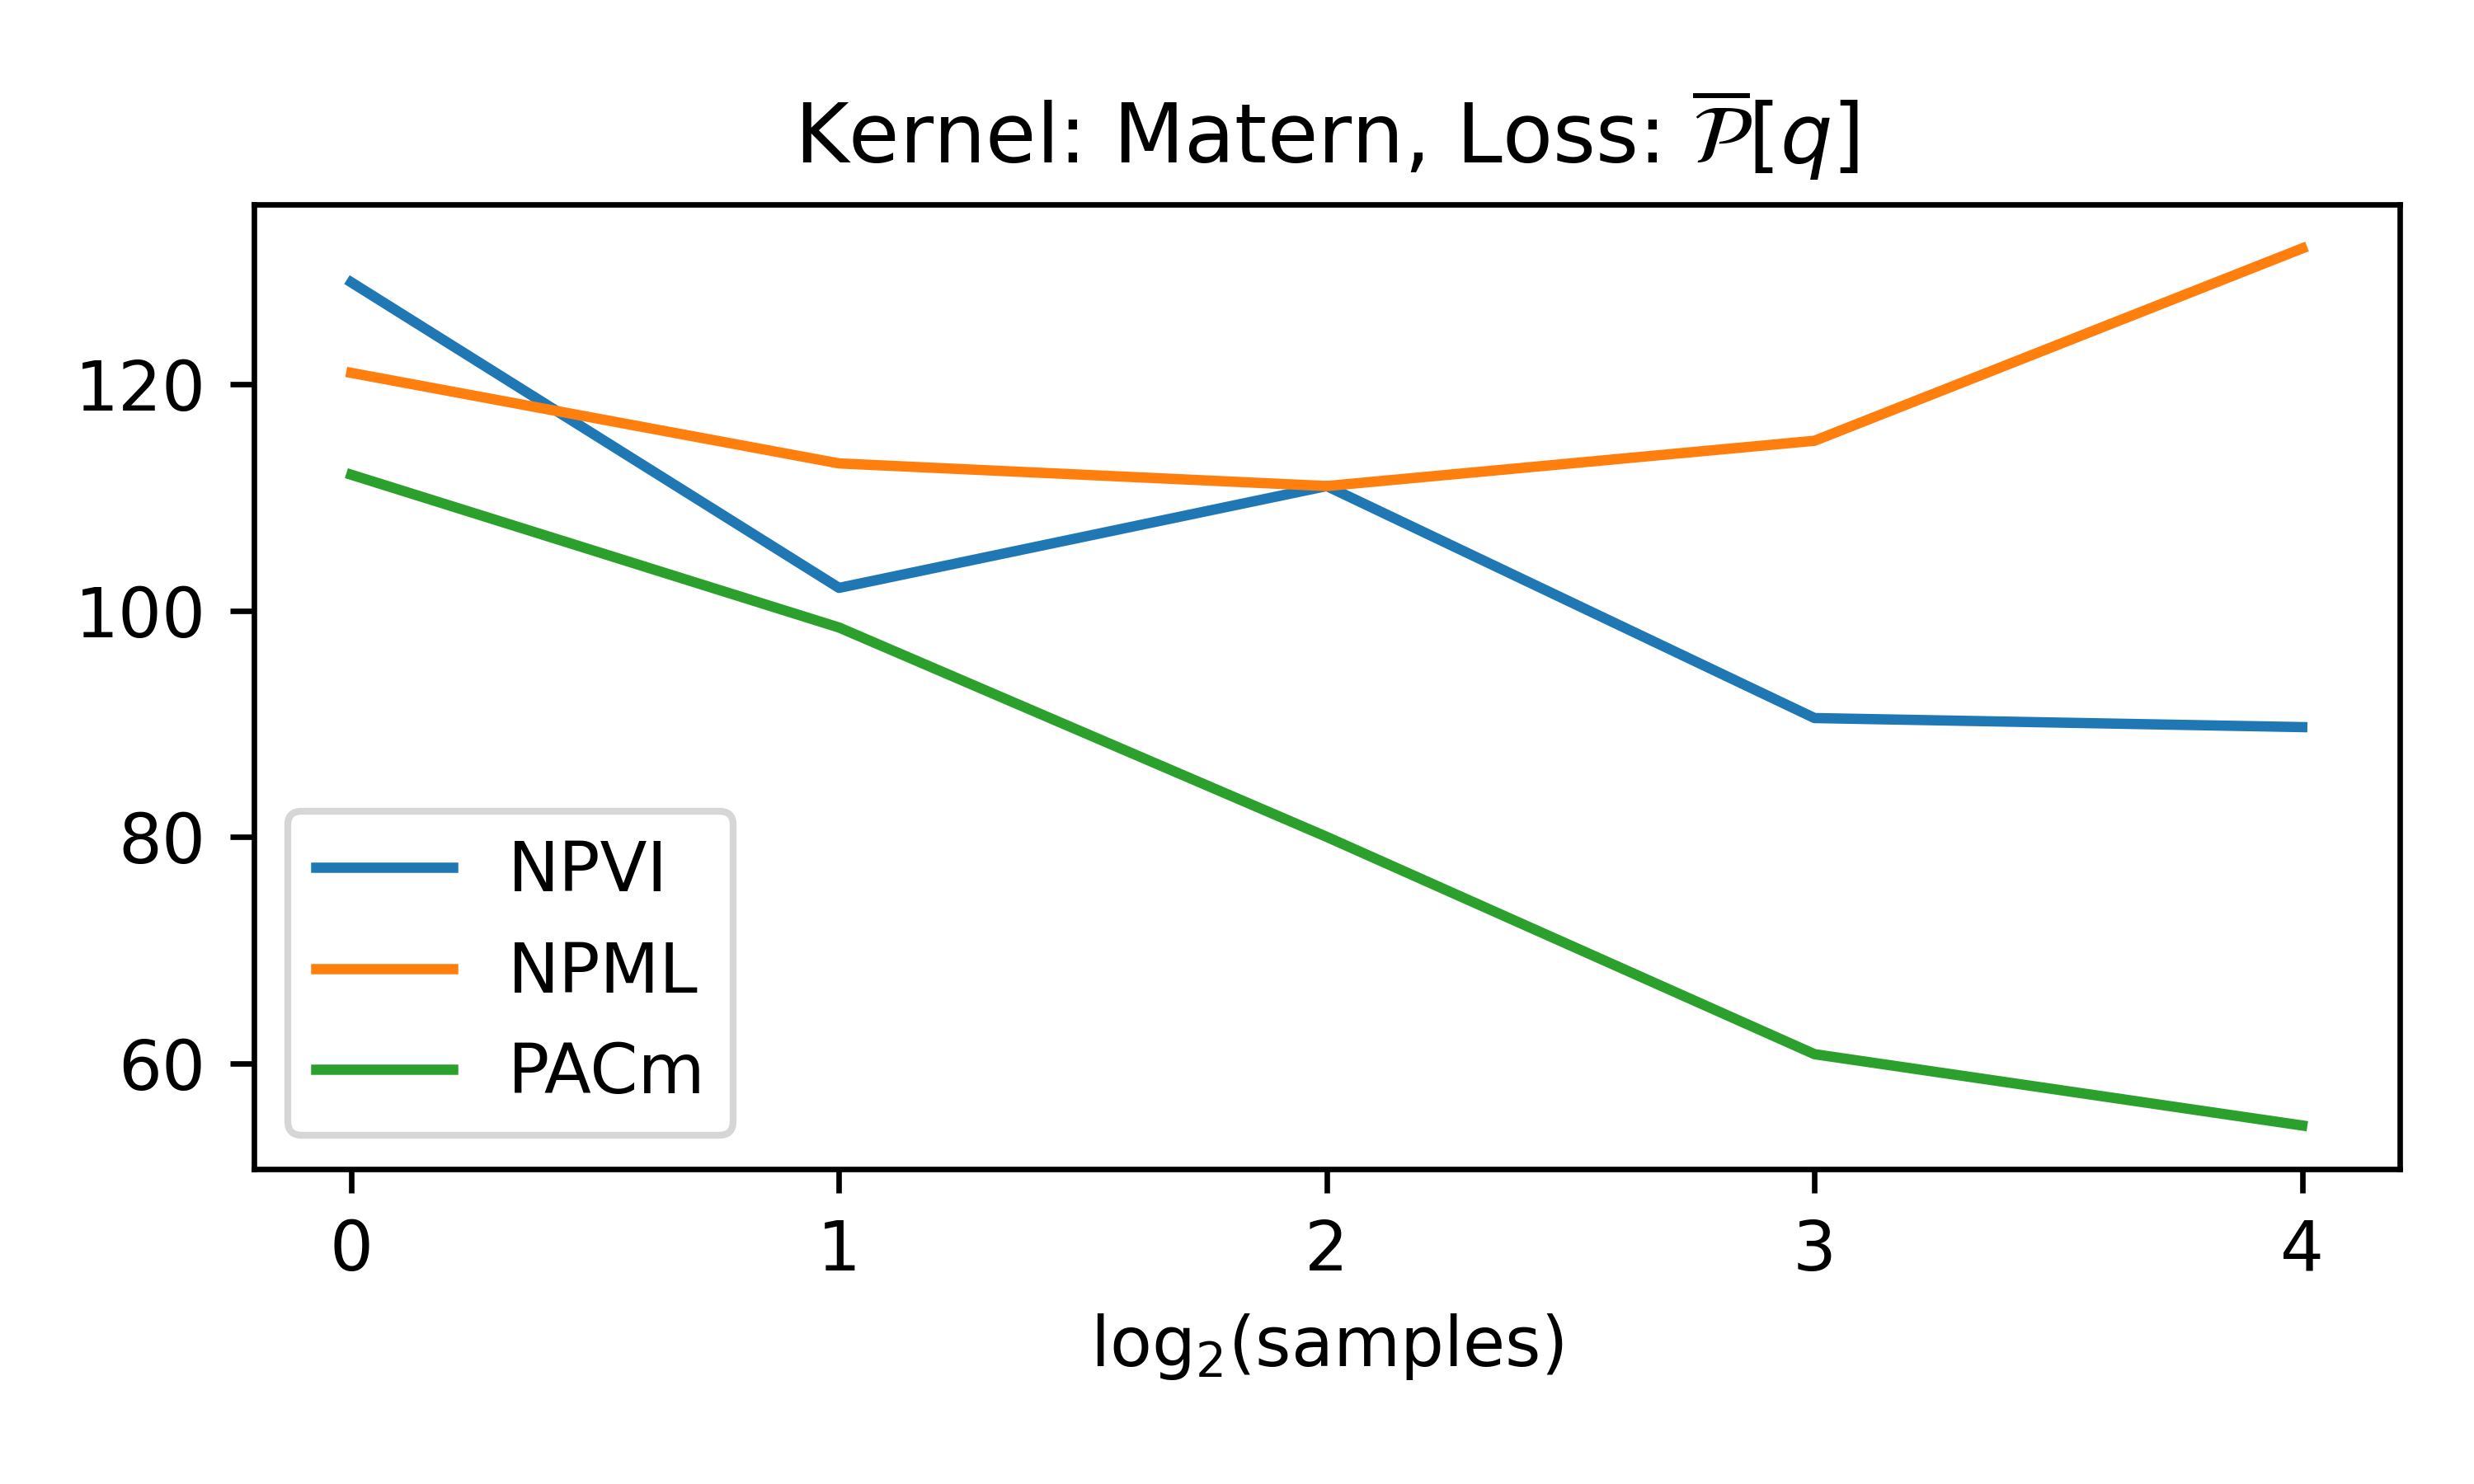 Kernel: Matern, Loss: $\overline{\mathcal{P}}[q]$
120
100
80
60
NPVI
NPML
PACm
0 1 2 3 4
log₂(samples)